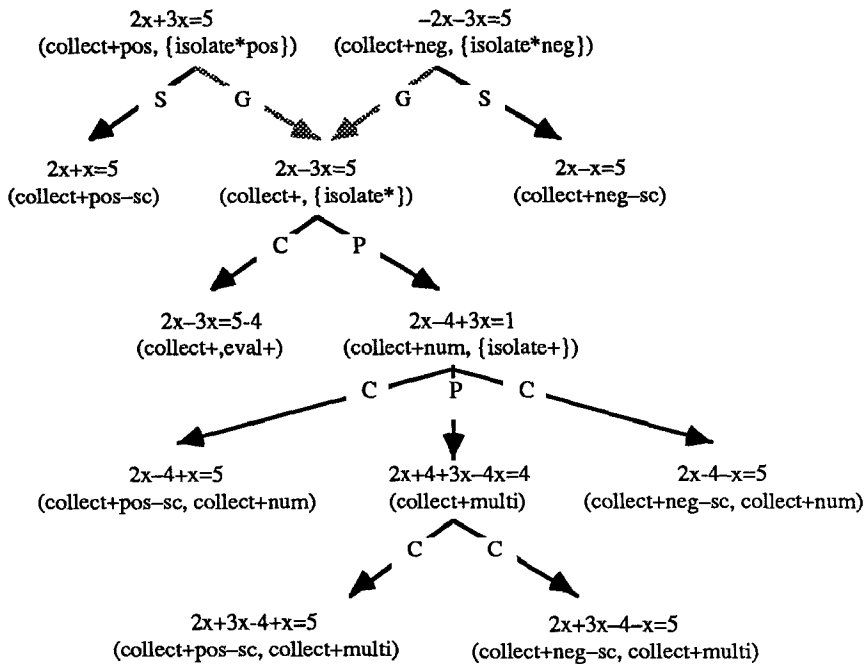 2x+3x=5
(collect+pos, {isolate*pos})
−2x−3x=5
(collect+neg, {isolate*neg})
S
G
G
S
2x+x=5
(collect+pos−sc)
2x−3x=5
(collect+, {isolate*})
2x−x=5
(collect+neg−sc)
C
P
2x−3x=5-4
(collect+,eval+)
2x−4+3x=1
(collect+num, {isolate+})
C
P
C
2x−4+x=5
(collect+pos−sc, collect+num)
2x+4+3x−4x=4
(collect+multi)
2x-4−x=5
(collect+neg−sc, collect+num)
C
C
2x+3x-4+x=5
(collect+pos−sc, collect+multi)
2x+3x−4−x=5
(collect+neg−sc, collect+multi)